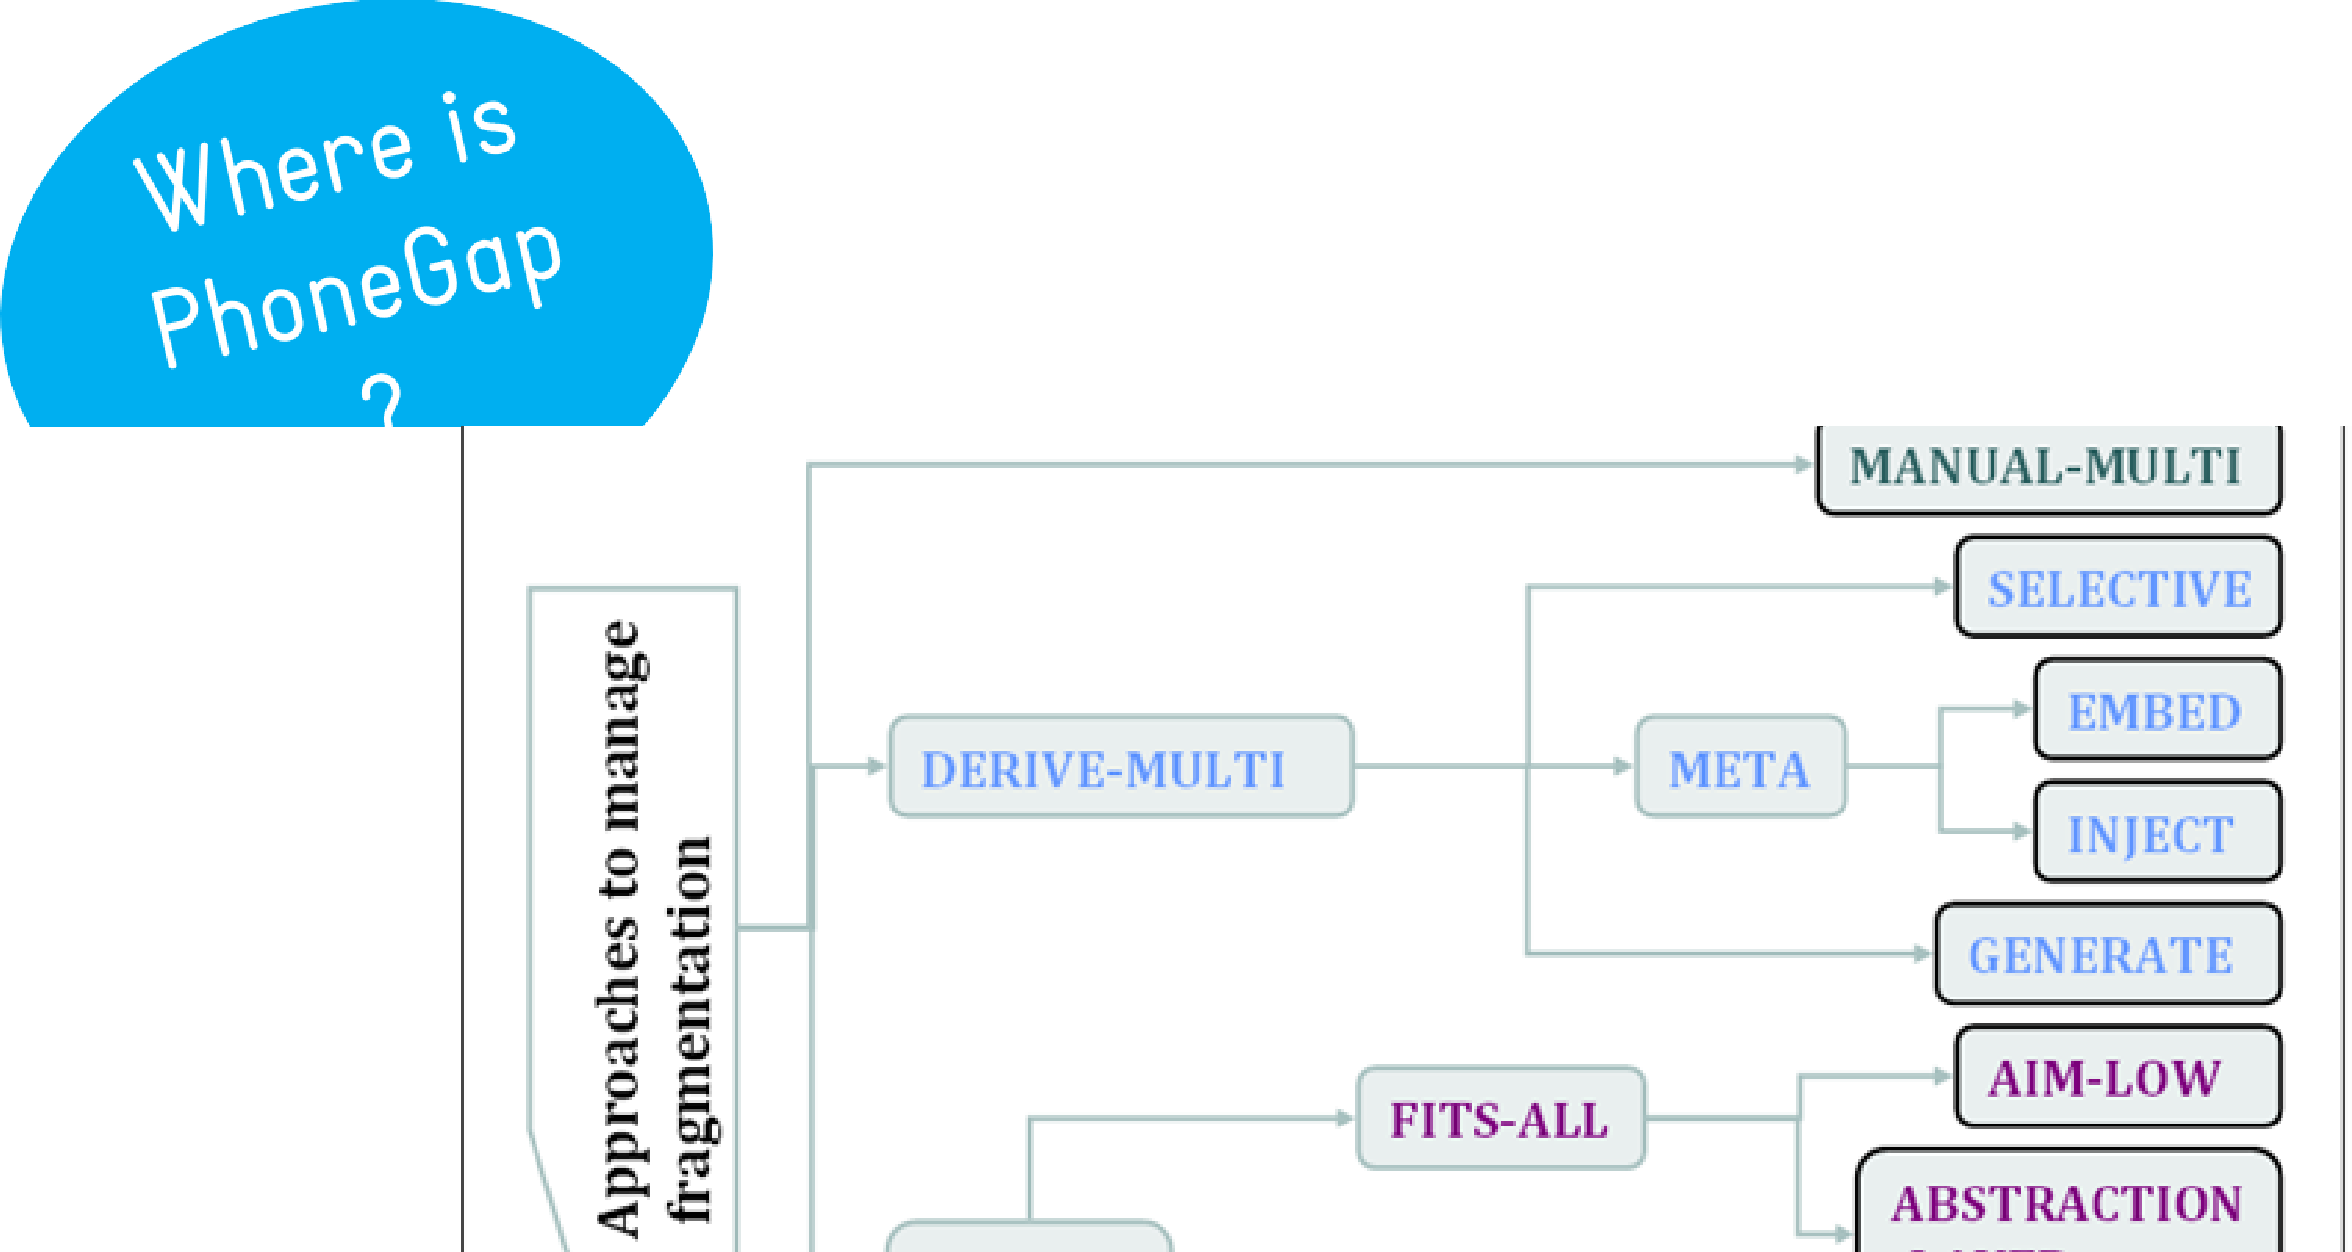 Where is
PhoneGap
?
MANUAL-MULTI
SELECTIVE
Approaches to manage
fragmentation
EMBED
DERIVE-MULTI
META
INJECT
GENERATE
AIM-LOW
FITS-ALL
ABSTRACTION